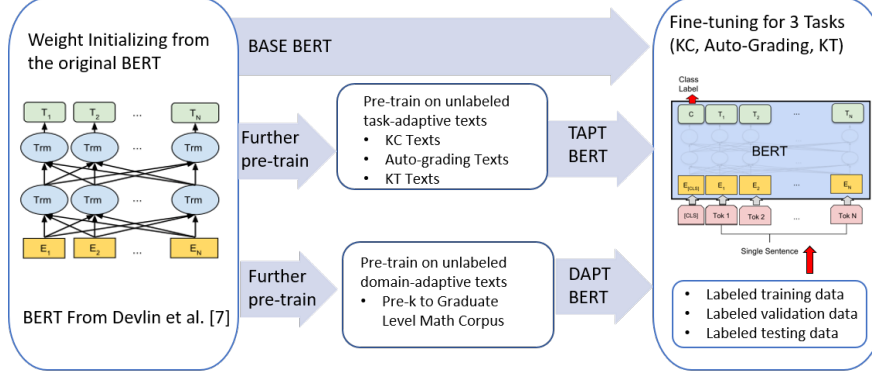 Weight Initializing from
the original BERT
T1 T2 ... TN
Trm Trm ... Trm
Trm Trm ... Trm
E1 E2 ... EN
BERT From Devlin et al. [7]
BASE BERT
Further
pre-train
Pre-train on unlabeled
task-adaptive texts
• KC Texts
• Auto-grading Texts
• KT Texts
TAPT
BERT
Further
pre-train
Pre-train on unlabeled
domain-adaptive texts
• Pre-k to Graduate
Level Math Corpus
DAPT
BERT
Fine-tuning for 3 Tasks
(KC, Auto-Grading, KT)
Class
Label
C T1 T2 ... TN
BERT
E[CLS] E1 E2 ... EN
[CLS] Tok 1 Tok 2 ... Tok N
Single Sentence
• Labeled training data
• Labeled validation data
• Labeled testing data